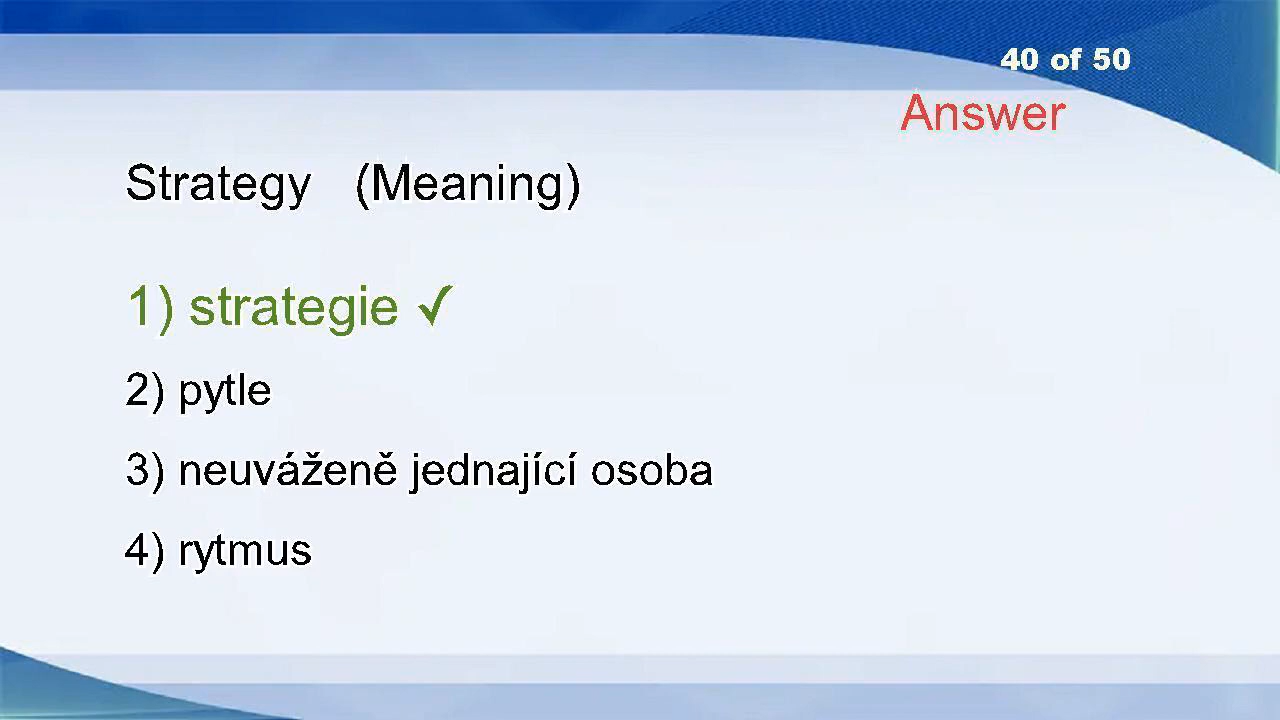 40 of 50
Answer
Strategy (Meaning)
1) strategie ✓
2) pytle
3) neuváženě jednající osoba
4) rytmus